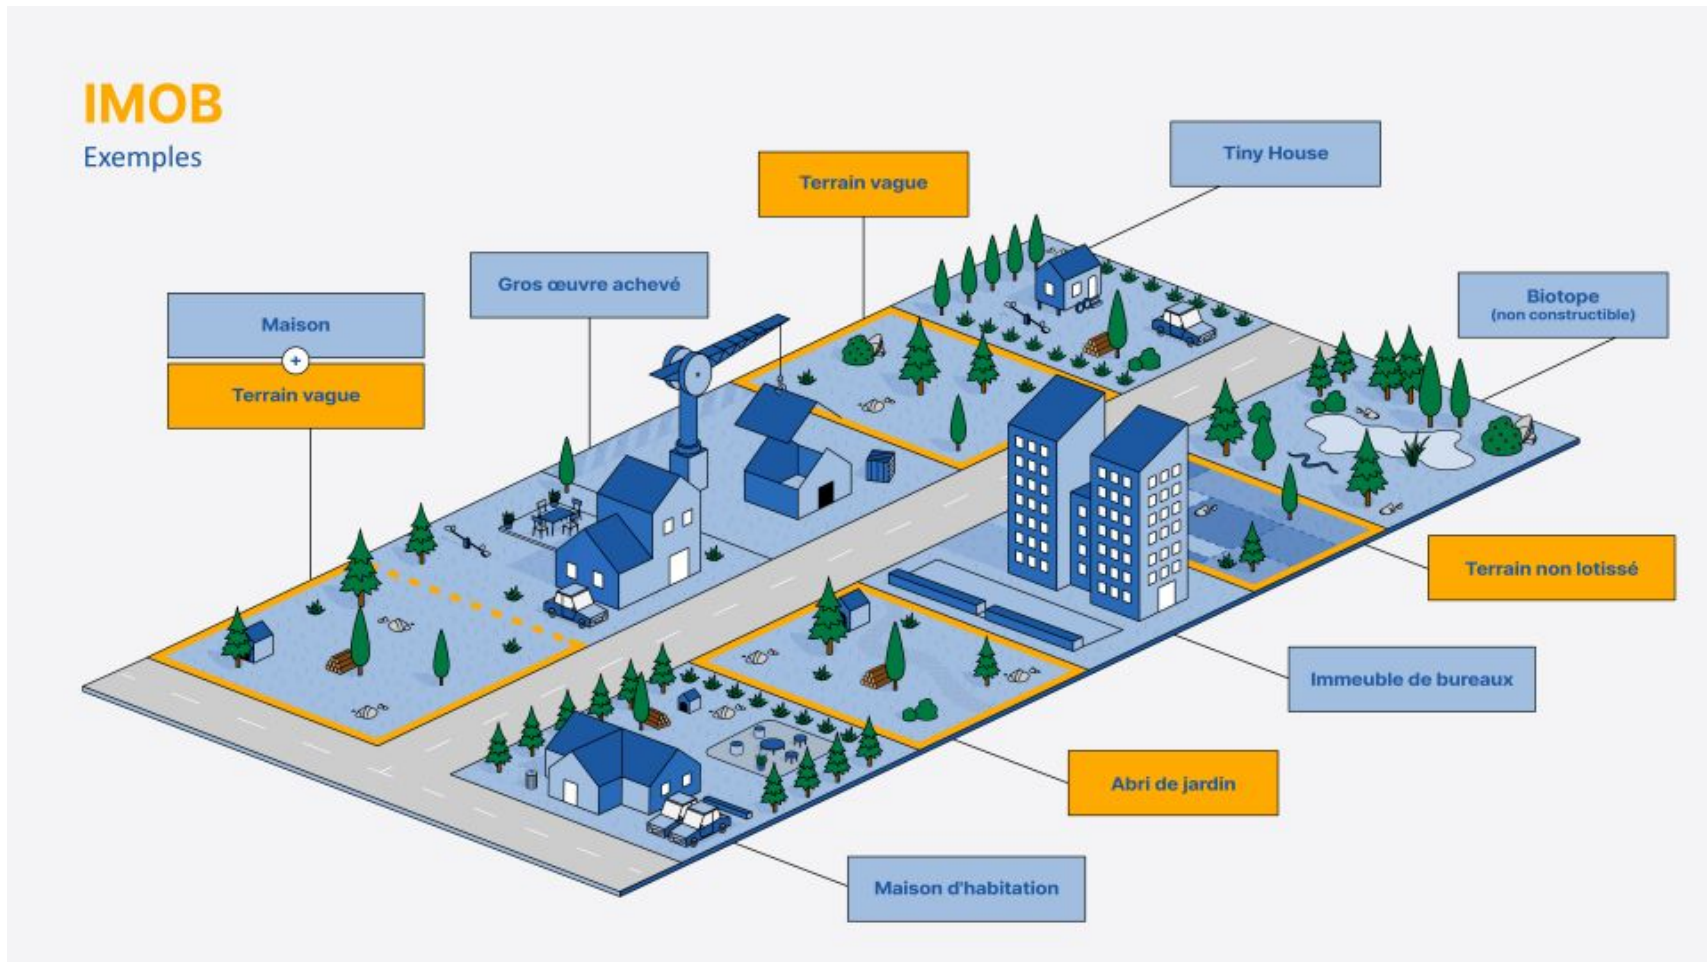 IMOB
Exemples
Tiny House
Terrain vague
Gros œuvre achevé
Biotope
(non constructible)
Maison
+
Terrain vague
Terrain non lotissé
Immeuble de bureaux
Abri de jardin
Maison d'habitation